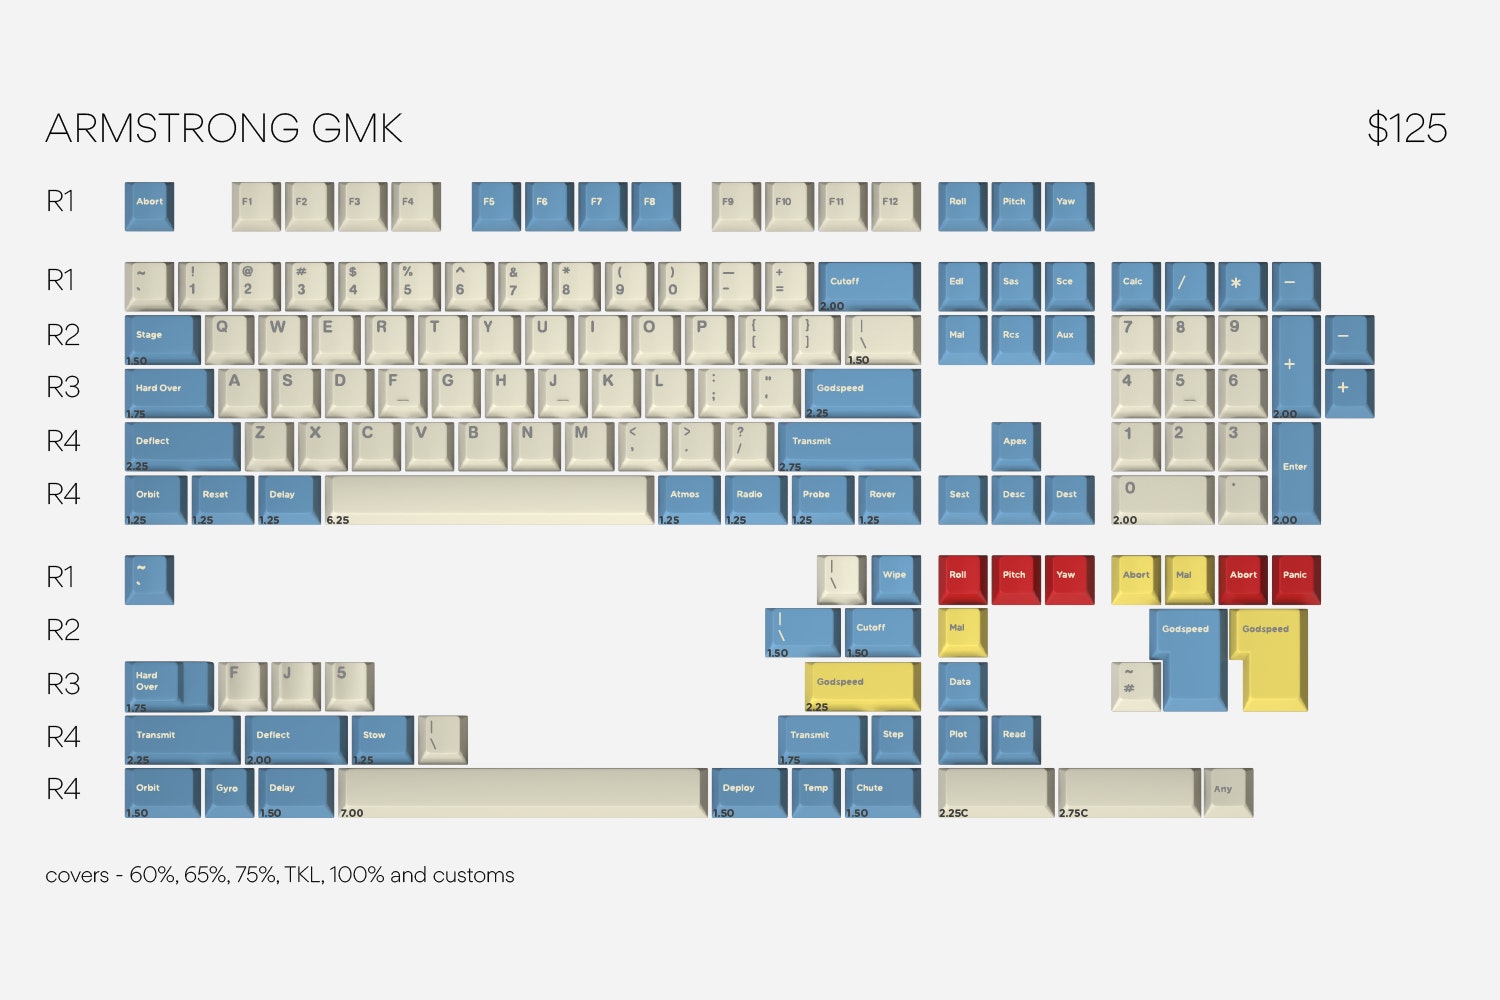 ARMSTRONG GMK $125
R1 Abort F1 F2 F3 F4 F5 F6 F7 F8 F9 F10 F11 F12 Roll Pitch Yaw
R1 ~ ` ! 1 @ 2 # 3 $ 4 % 5 ^ 6 & 7 * 8 ( 9 ) 0 — - + = Cutoff 2.00 Edl Sas Sce Calc / * −
R2 Stage 1.50 Q W E R T Y U I O P { [ } ] | \ 1.50 Mal Rcs Aux 7 8 9 + 2.00 −
R3 Hard Over 1.75 A S D F _ G H J _ K L : ; " ' Godspeed 2.25 4 5 _ 6 +
R4 Deflect 2.25 Z X C V B N M < , > . ? / Transmit 2.75 Apex 1 2 3 Enter 2.00
R4 Orbit 1.25 Reset 1.25 Delay 1.25 6.25 Atmos 1.25 Radio 1.25 Probe 1.25 Rover 1.25 Sest Desc Dest 0 2.00 .
R1 ~ ` | \ Wipe Roll Pitch Yaw Abort Mal Abort Panic
R2 | \ 1.50 Cutoff 1.50 Mal Godspeed Godspeed
R3 Hard Over 1.75 F J 5 Godspeed 2.25 Data ~ #
R4 Transmit 2.25 Deflect 2.00 Stow 1.25 | \ Transmit 1.75 Step Plot Read
R4 Orbit 1.50 Gyro Delay 1.50 7.00 Deploy 1.50 Temp Chute 1.50 2.25C 2.75C Any
covers - 60%, 65%, 75%, TKL, 100% and customs